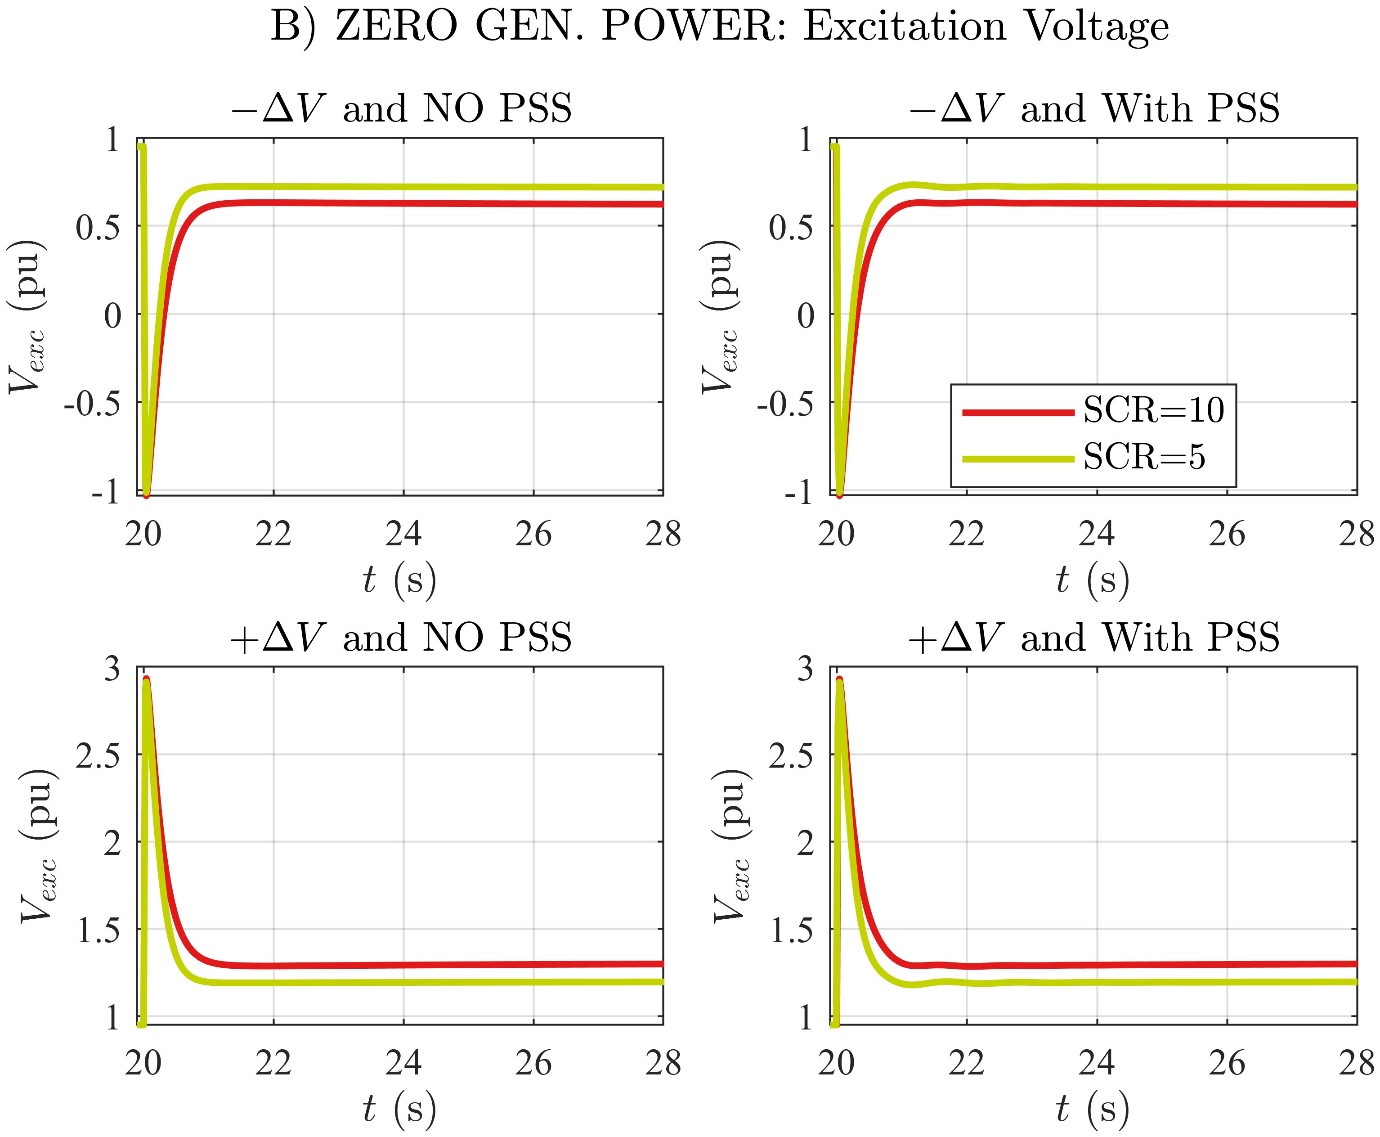 B) ZERO GEN. POWER: Excitation Voltage
−ΔV and NO PSS
1
0.5
0
-0.5
-1
V_exc (pu)
20 22 24 26 28
t (s)
−ΔV and With PSS
1
0.5
0
-0.5
-1
V_exc (pu)
SCR=10
SCR=5
20 22 24 26 28
t (s)
+ΔV and NO PSS
3
2.5
2
1.5
1
V_exc (pu)
20 22 24 26 28
t (s)
+ΔV and With PSS
3
2.5
2
1.5
1
V_exc (pu)
20 22 24 26 28
t (s)